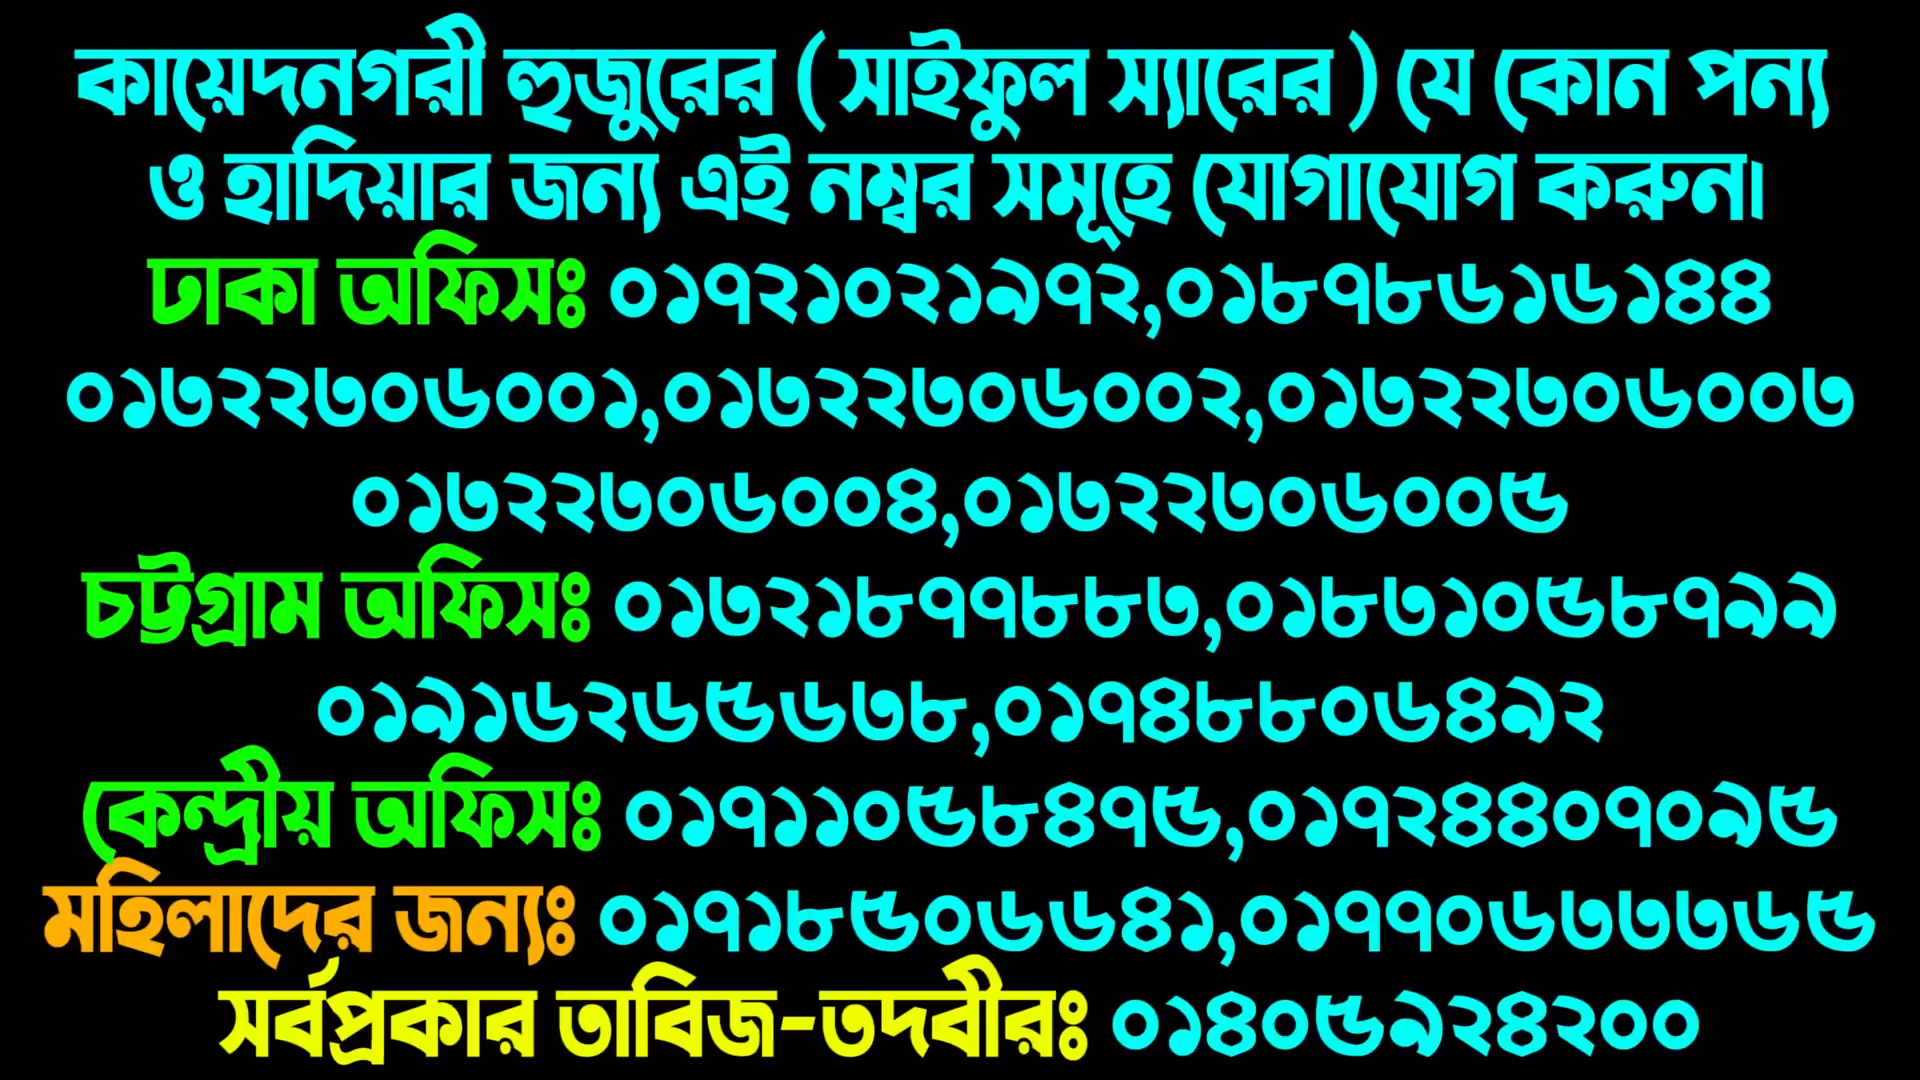 কায়েদনগরী হুজুরের ( সাইফুল স্যারের ) যে কোন পন্য
ও হাদিয়ার জন্য এই নম্বর সমূহে যোগাযোগ করুন।
ঢাকা অফিসঃ ০১৭২১০২১৯৭২,০১৮৭৮৬১৬১৪৪
০১৩২২৩০৬০০১,০১৩২২৩০৬০০২,০১৩২২৩০৬০০৩
০১৩২২৩০৬০০৪,০১৩২২৩০৬০০৫
চট্টগ্রাম অফিসঃ ০১৩২১৮৭৭৮৮৩,০১৮৩১০৫৮৭৯৯
০১৯১৬২৬৫৬৩৮,০১৭৪৮৮০৬৪৯২
কেন্দ্রীয় অফিসঃ ০১৭১১০৫৮৪৭৫,০১৭২৪৪০৭০৯৫
মহিলাদের জন্যঃ ০১৭১৮৫০৬৬৪১,০১৭৭০৬৩৩৩৬৫
সর্বপ্রকার তাবিজ-তদবীরঃ ০১৪০৫৯২৪২০০